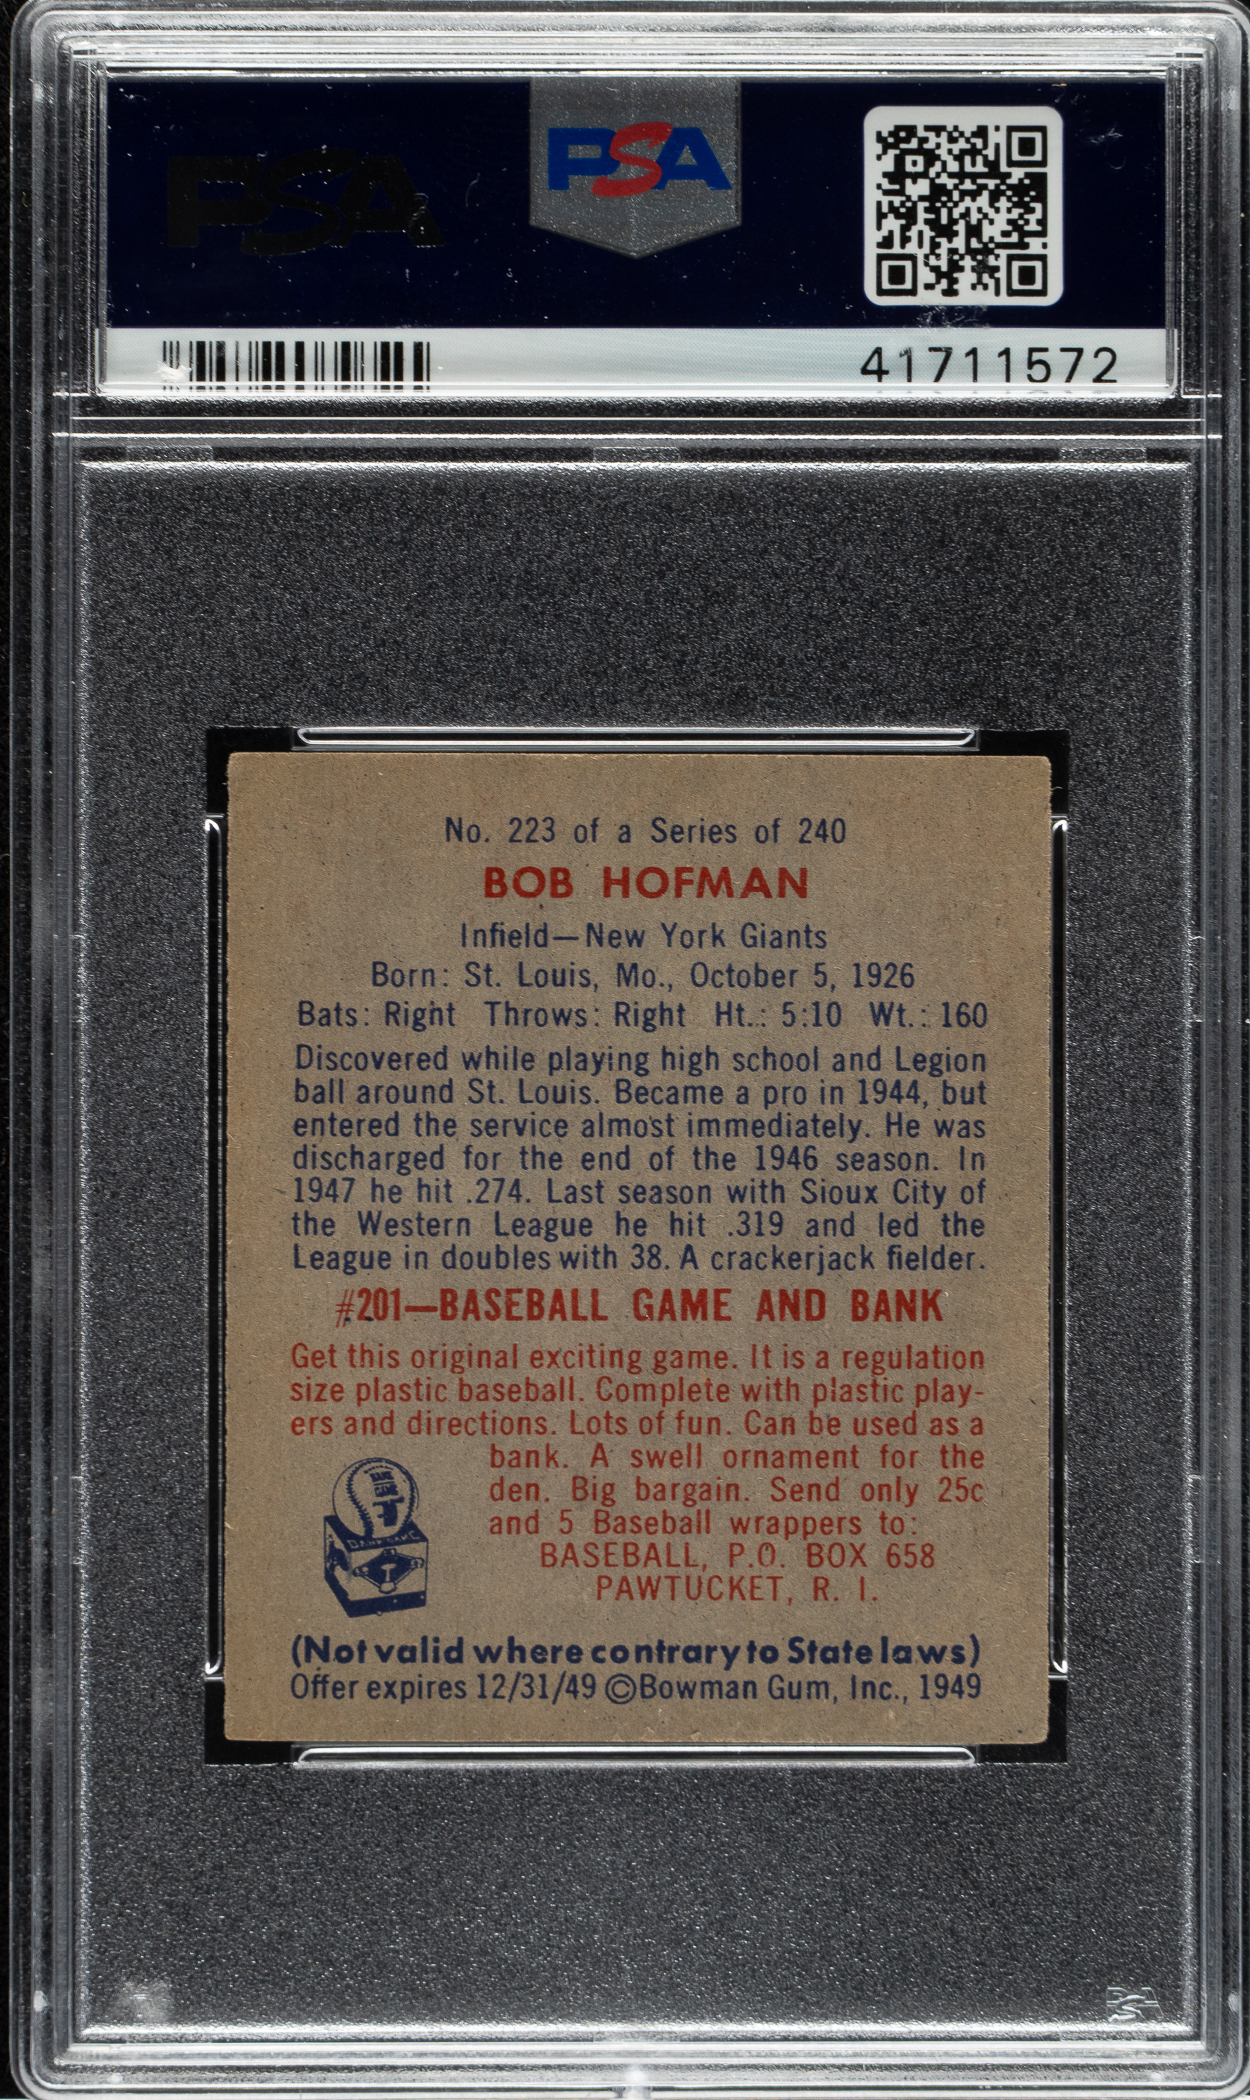 PSA
PSA
41711572
No. 223 of a Series of 240
BOB HOFMAN
Infield—New York Giants
Born: St. Louis, Mo., October 5, 1926
Bats: Right Throws: Right Ht.: 5:10 Wt.: 160
Discovered while playing high school and Legion
ball around St. Louis. Became a pro in 1944, but
entered the service almost immediately. He was
discharged for the end of the 1946 season. In
1947 he hit .274. Last season with Sioux City of
the Western League he hit .319 and led the
League in doubles with 38. A crackerjack fielder.
#201—BASEBALL GAME AND BANK
Get this original exciting game. It is a regulation
size plastic baseball. Complete with plastic play-
ers and directions. Lots of fun. Can be used as a
bank. A swell ornament for the
den. Big bargain. Send only 25c
and 5 Baseball wrappers to:
BASEBALL, P.O. BOX 658
PAWTUCKET, R. I.
(Not valid where contrary to State laws)
Offer expires 12/31/49 ©Bowman Gum, Inc., 1949